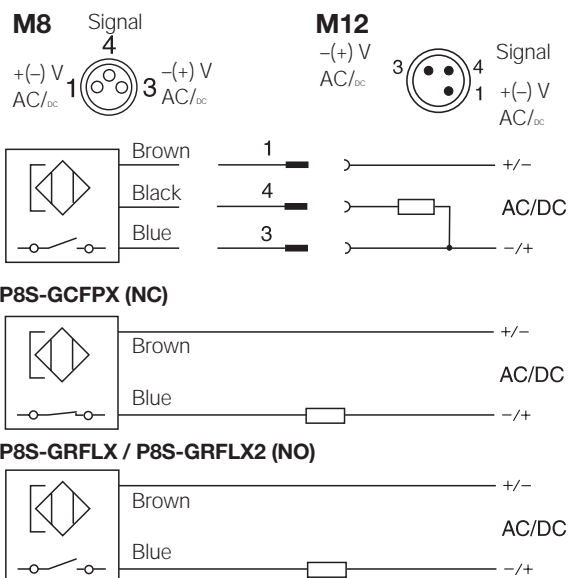 M8 Signal M12
4
+(–) V 1 3 –(+) V
AC/DC AC/DC
–(+) V 3 4 Signal
AC/DC 1 +(–) V
AC/DC
Brown 1 +/–
Black 4 AC/DC
Blue 3 –/+
P8S-GCFPX (NC)
+/–
Brown
AC/DC
Blue
–/+
P8S-GRFLX / P8S-GRFLX2 (NO)
+/–
Brown
AC/DC
Blue
–/+